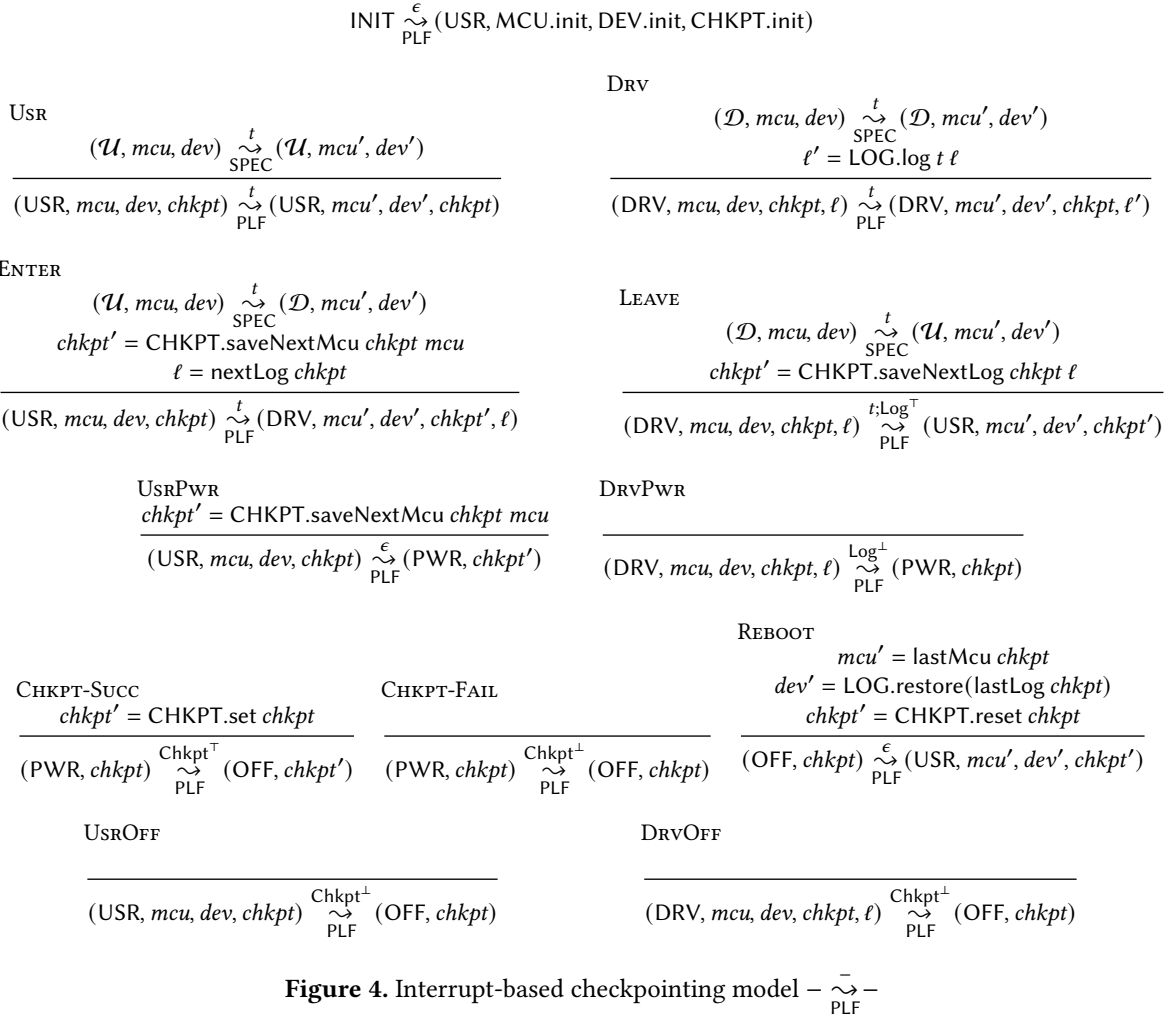 INIT ϵ⤳PLF (USR, MCU.init, DEV.init, CHKPT.init)
Usr
(𝒰, mcu, dev) t⤳SPEC (𝒰, mcu′, dev′)
(USR, mcu, dev, chkpt) t⤳PLF (USR, mcu′, dev′, chkpt)
Drv
(𝒟, mcu, dev) t⤳SPEC (𝒟, mcu′, dev′)
ℓ′ = LOG.log t ℓ
(DRV, mcu, dev, chkpt, ℓ) t⤳PLF (DRV, mcu′, dev′, chkpt, ℓ′)
Enter
(𝒰, mcu, dev) t⤳SPEC (𝒟, mcu′, dev′)
chkpt′ = CHKPT.saveNextMcu chkpt mcu
ℓ = nextLog chkpt
(USR, mcu, dev, chkpt) t⤳PLF (DRV, mcu′, dev′, chkpt′, ℓ)
Leave
(𝒟, mcu, dev) t⤳SPEC (𝒰, mcu′, dev′)
chkpt′ = CHKPT.saveNextLog chkpt ℓ
(DRV, mcu, dev, chkpt, ℓ) t;Log⊤⤳PLF (USR, mcu′, dev′, chkpt′)
UsrPwr
chkpt′ = CHKPT.saveNextMcu chkpt mcu
(USR, mcu, dev, chkpt) ϵ⤳PLF (PWR, chkpt′)
DrvPwr
(DRV, mcu, dev, chkpt, ℓ) Log⊥⤳PLF (PWR, chkpt)
Chkpt-Succ
chkpt′ = CHKPT.set chkpt
(PWR, chkpt) Chkpt⊤⤳PLF (OFF, chkpt′)
Chkpt-Fail
(PWR, chkpt) Chkpt⊥⤳PLF (OFF, chkpt)
Reboot
mcu′ = lastMcu chkpt
dev′ = LOG.restore(lastLog chkpt)
chkpt′ = CHKPT.reset chkpt
(OFF, chkpt) ϵ⤳PLF (USR, mcu′, dev′, chkpt′)
UsrOff
(USR, mcu, dev, chkpt) Chkpt⊥⤳PLF (OFF, chkpt)
DrvOff
(DRV, mcu, dev, chkpt, ℓ) Chkpt⊥⤳PLF (OFF, chkpt)
Figure 4. Interrupt-based checkpointing model − −⤳PLF −